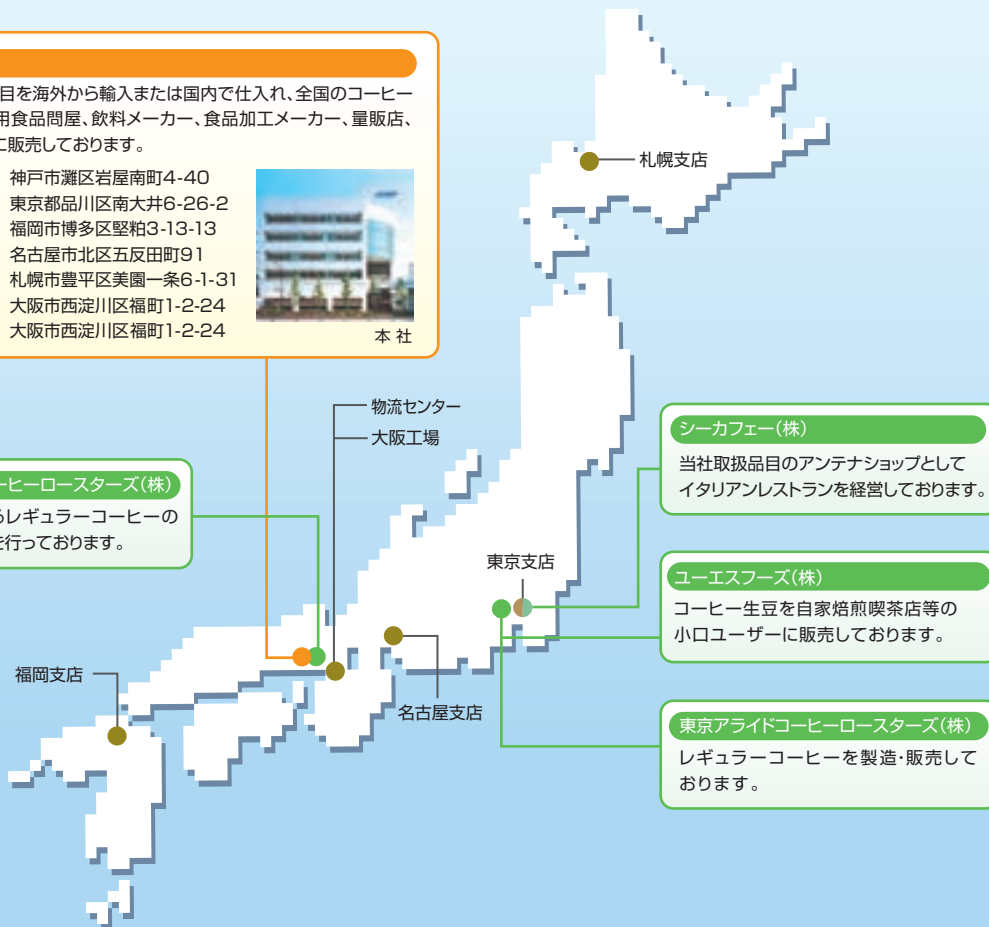 目を海外から輸入または国内で仕入れ、全国のコーヒー
用食品問屋、飲料メーカー、食品加工メーカー、量販店、
に販売しております。
神戸市灘区岩屋南町4-40
東京都品川区南大井6-26-2
福岡市博多区堅粕3-13-13
名古屋市北区五反田町91
札幌市豊平区美園一条6-1-31
大阪市西淀川区福町1-2-24
大阪市西淀川区福町1-2-24
本 社
札幌支店
物流センター
大阪工場
シーカフェー(株)
当社取扱品目のアンテナショップとして
イタリアンレストランを経営しております。
ーヒーロースターズ(株)
るレギュラーコーヒーの
を行っております。
東京支店
ユーエスフーズ(株)
コーヒー生豆を自家焙煎喫茶店等の
小口ユーザーに販売しております。
福岡支店
名古屋支店
東京アライドコーヒーロースターズ(株)
レギュラーコーヒーを製造・販売して
おります。